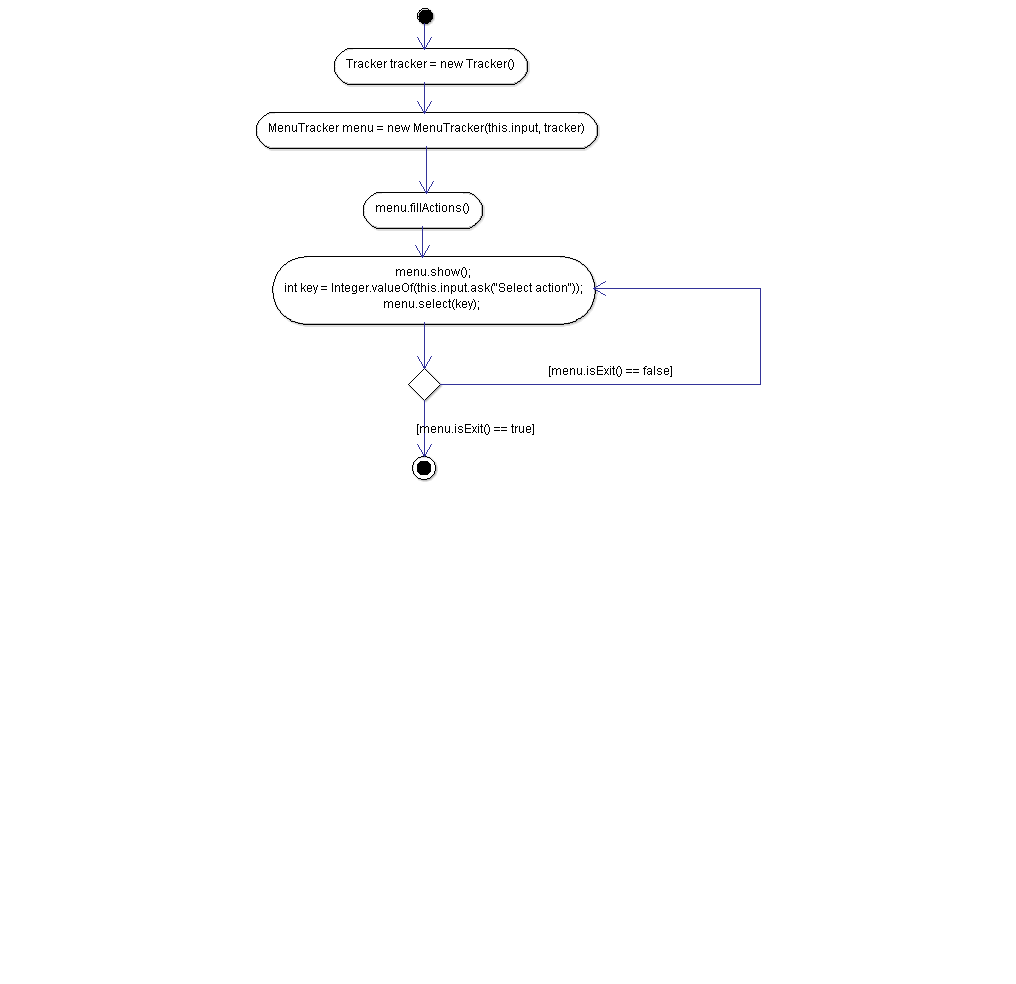 Tracker tracker = new Tracker()
MenuTracker menu = new MenuTracker(this.input, tracker)
menu.fillActions()
menu.show();
int key = Integer.valueOf(this.input.ask("Select action"));
menu.select(key);
[menu.isExit() == false]
[menu.isExit() == true]